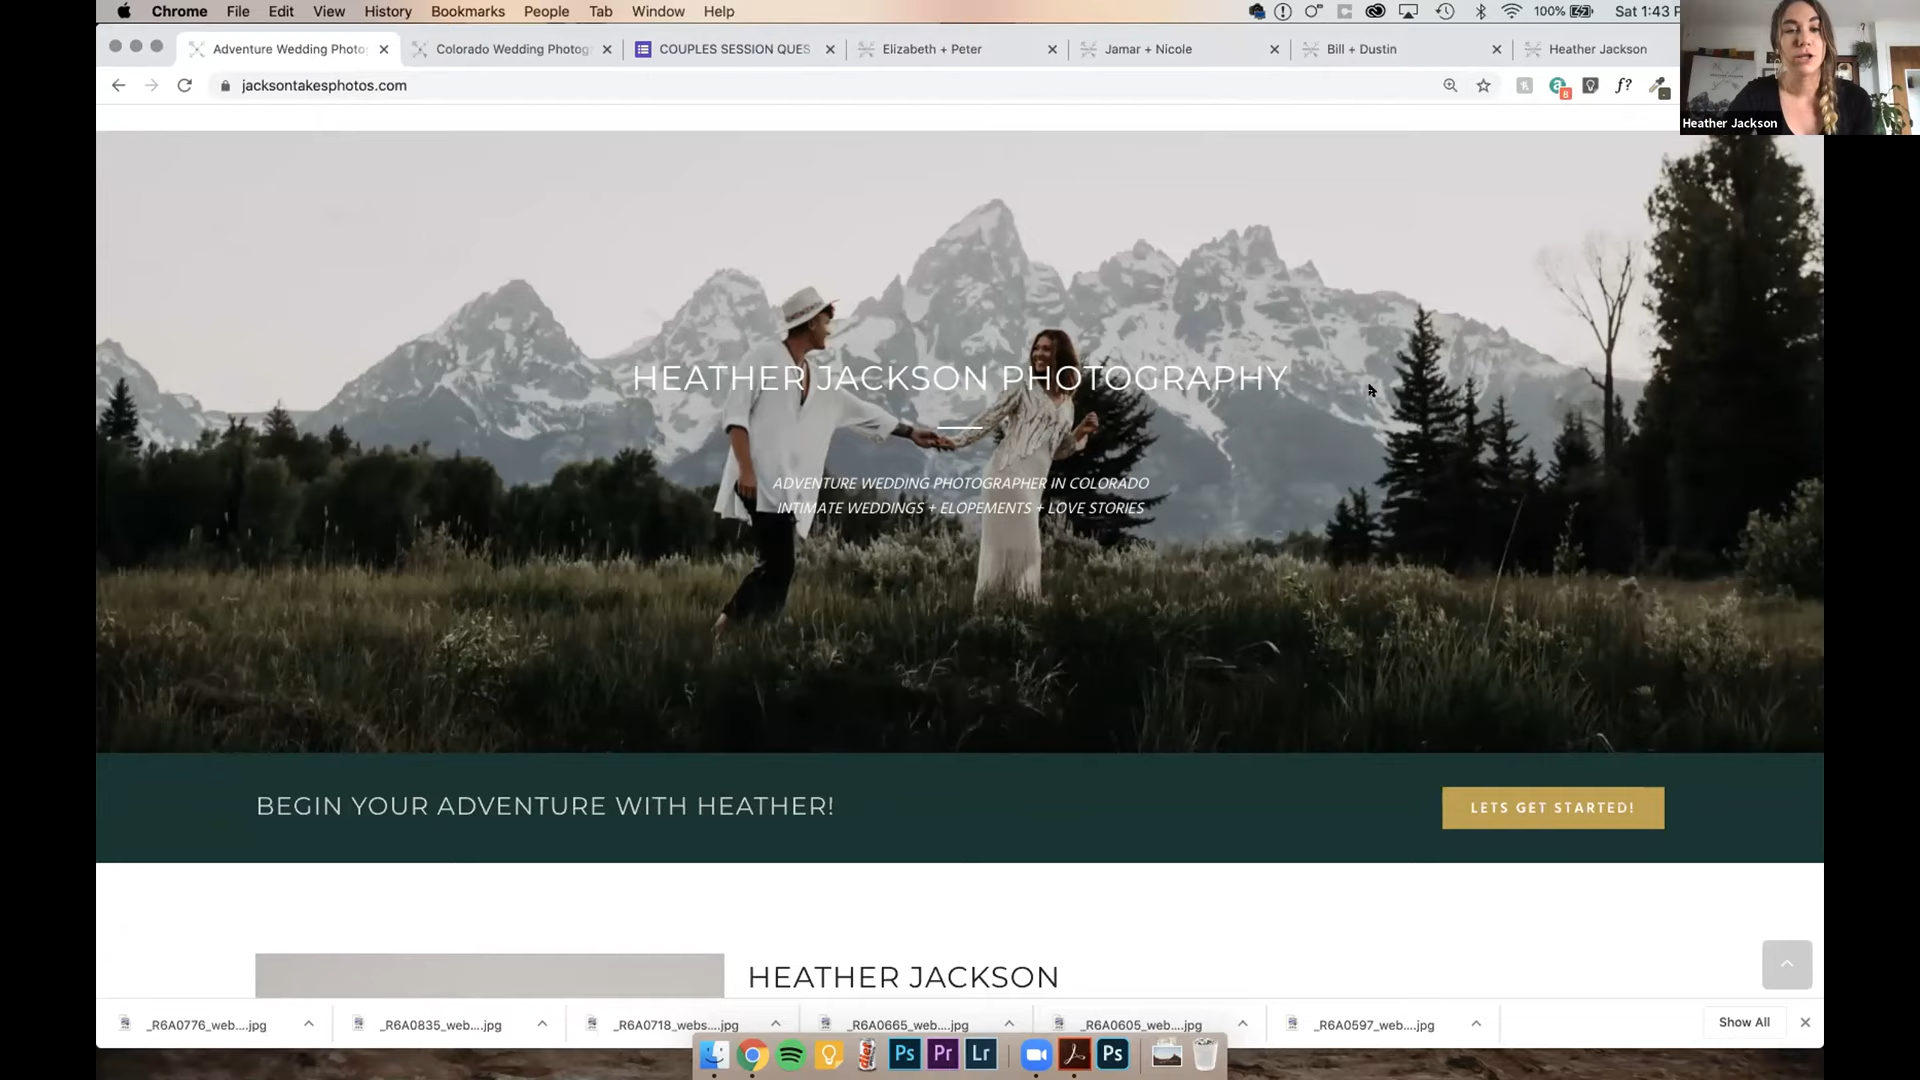 Chrome File Edit View History Bookmarks People Tab Window Help 100% Sat 1:43
Adventure Wedding Photo Colorado Wedding Photog COUPLES SESSION QUES Elizabeth + Peter Jamar + Nicole Bill + Dustin Heather Jackson
jacksontakesphotos.com
8
f?
Heather Jackson
HEATHER JACKSON PHOTOGRAPHY
ADVENTURE WEDDING PHOTOGRAPHER IN COLORADO
INTIMATE WEDDINGS + ELOPEMENTS + LOVE STORIES
BEGIN YOUR ADVENTURE WITH HEATHER!
LETS GET STARTED!
HEATHER JACKSON
_R6A0776_web....jpg _R6A0835_web....jpg _R6A0718_webs....jpg _R6A0665_web....jpg _R6A0605_web....jpg _R6A0597_web....jpg Show All
Ps Pr Lr Ps